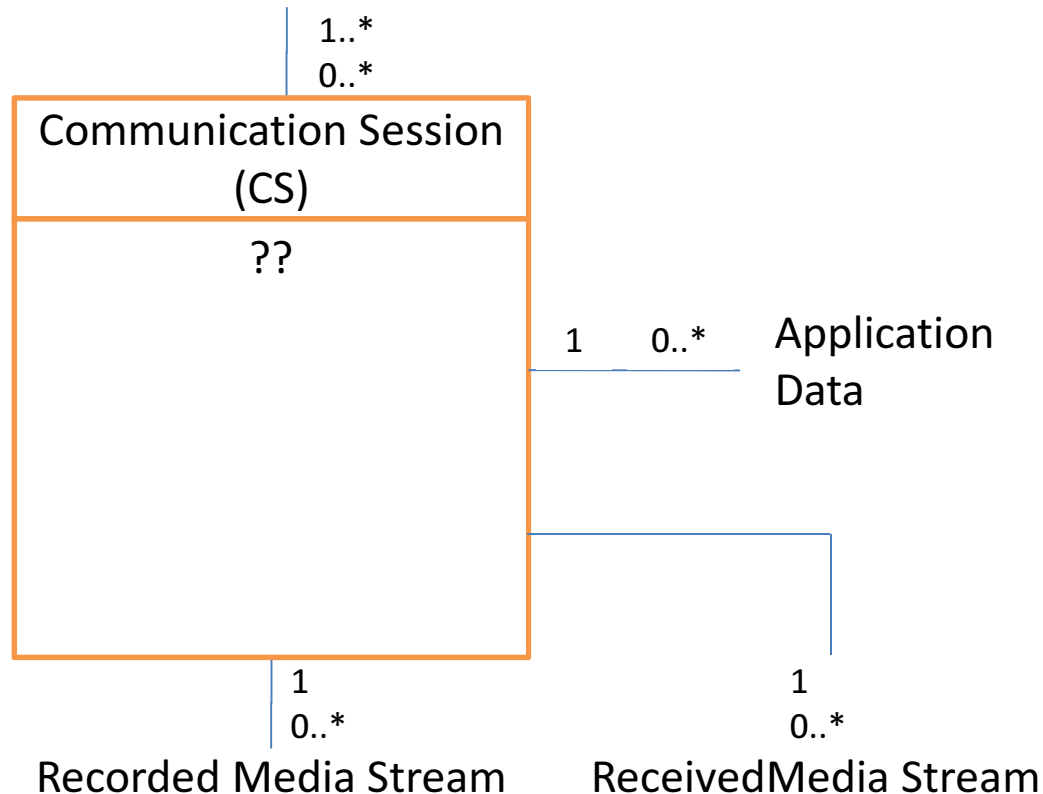 1..*
0..*
Communication Session
(CS)
??
1 0..* Application
Data
1
0..*
Recorded Media Stream
1
0..*
ReceivedMedia Stream